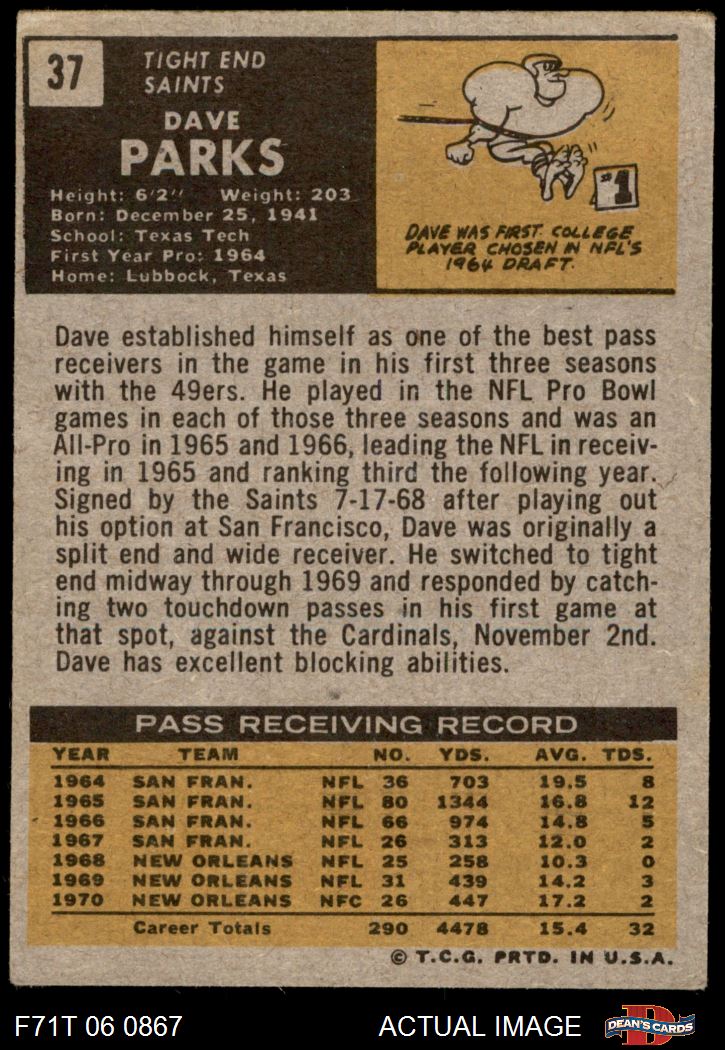 37
TIGHT END
SAINTS
DAVE
PARKS
Height: 6'2" Weight: 203
Born: December 25, 1941
School: Texas Tech
First Year Pro: 1964
Home: Lubbock, Texas
#1
DAVE WAS FIRST COLLEGE
PLAYER CHOSEN IN NFL'S
1964 DRAFT.
Dave established himself as one of the best pass
receivers in the game in his first three seasons
with the 49ers. He played in the NFL Pro Bowl
games in each of those three seasons and was an
All-Pro in 1965 and 1966, leading the NFL in receiv-
ing in 1965 and ranking third the following year.
Signed by the Saints 7-17-68 after playing out
his option at San Francisco, Dave was originally a
split end and wide receiver. He switched to tight
end midway through 1969 and responded by catch-
ing two touchdown passes in his first game at
that spot, against the Cardinals, November 2nd.
Dave has excellent blocking abilities.
PASS RECEIVING RECORD
YEAR TEAM NO. YDS. AVG. TDS.
1964 SAN FRAN. NFL 36 703 19.5 8
1965 SAN FRAN. NFL 80 1344 16.8 12
1966 SAN FRAN. NFL 66 974 14.8 5
1967 SAN FRAN. NFL 26 313 12.0 2
1968 NEW ORLEANS NFL 25 258 10.3 0
1969 NEW ORLEANS NFL 31 439 14.2 3
1970 NEW ORLEANS NFC 26 447 17.2 2
Career Totals 290 4478 15.4 32
© T.C.G. PRTD. IN U.S.A.
F71T 06 0867 ACTUAL IMAGE
D
DEAN'S CARDS